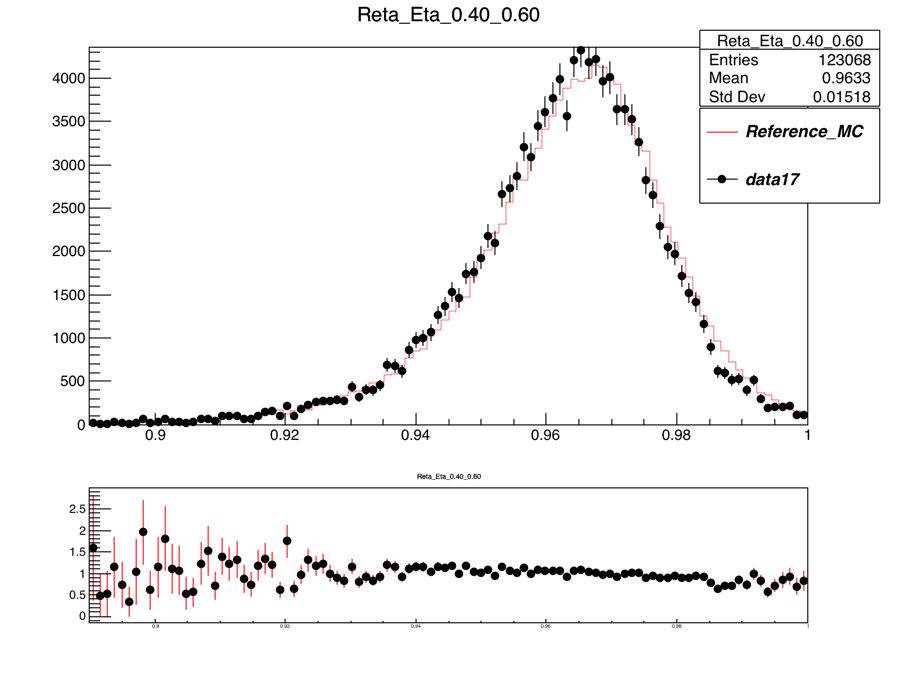 Reta_Eta_0.40_0.60
Reta_Eta_0.40_0.60
Entries 123068
Mean 0.9633
Std Dev 0.01518
Reference_MC
data17
4000
3500
3000
2500
2000
1500
1000
500
0
0.9 0.92 0.94 0.96 0.98 1
Reta_Eta_0.40_0.60
2.5
2
1.5
1
0.5
0
0.9 0.92 0.94 0.96 0.98 1